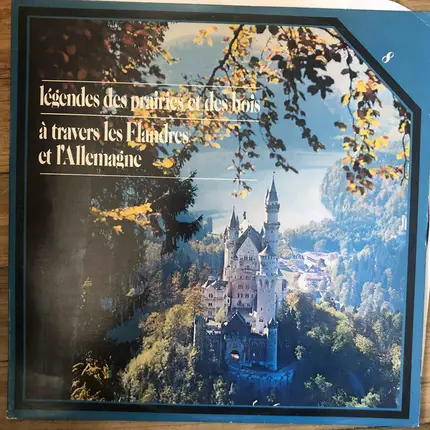 8
légendes des prairies et des bois
à travers les Flandres
et l'Allemagne